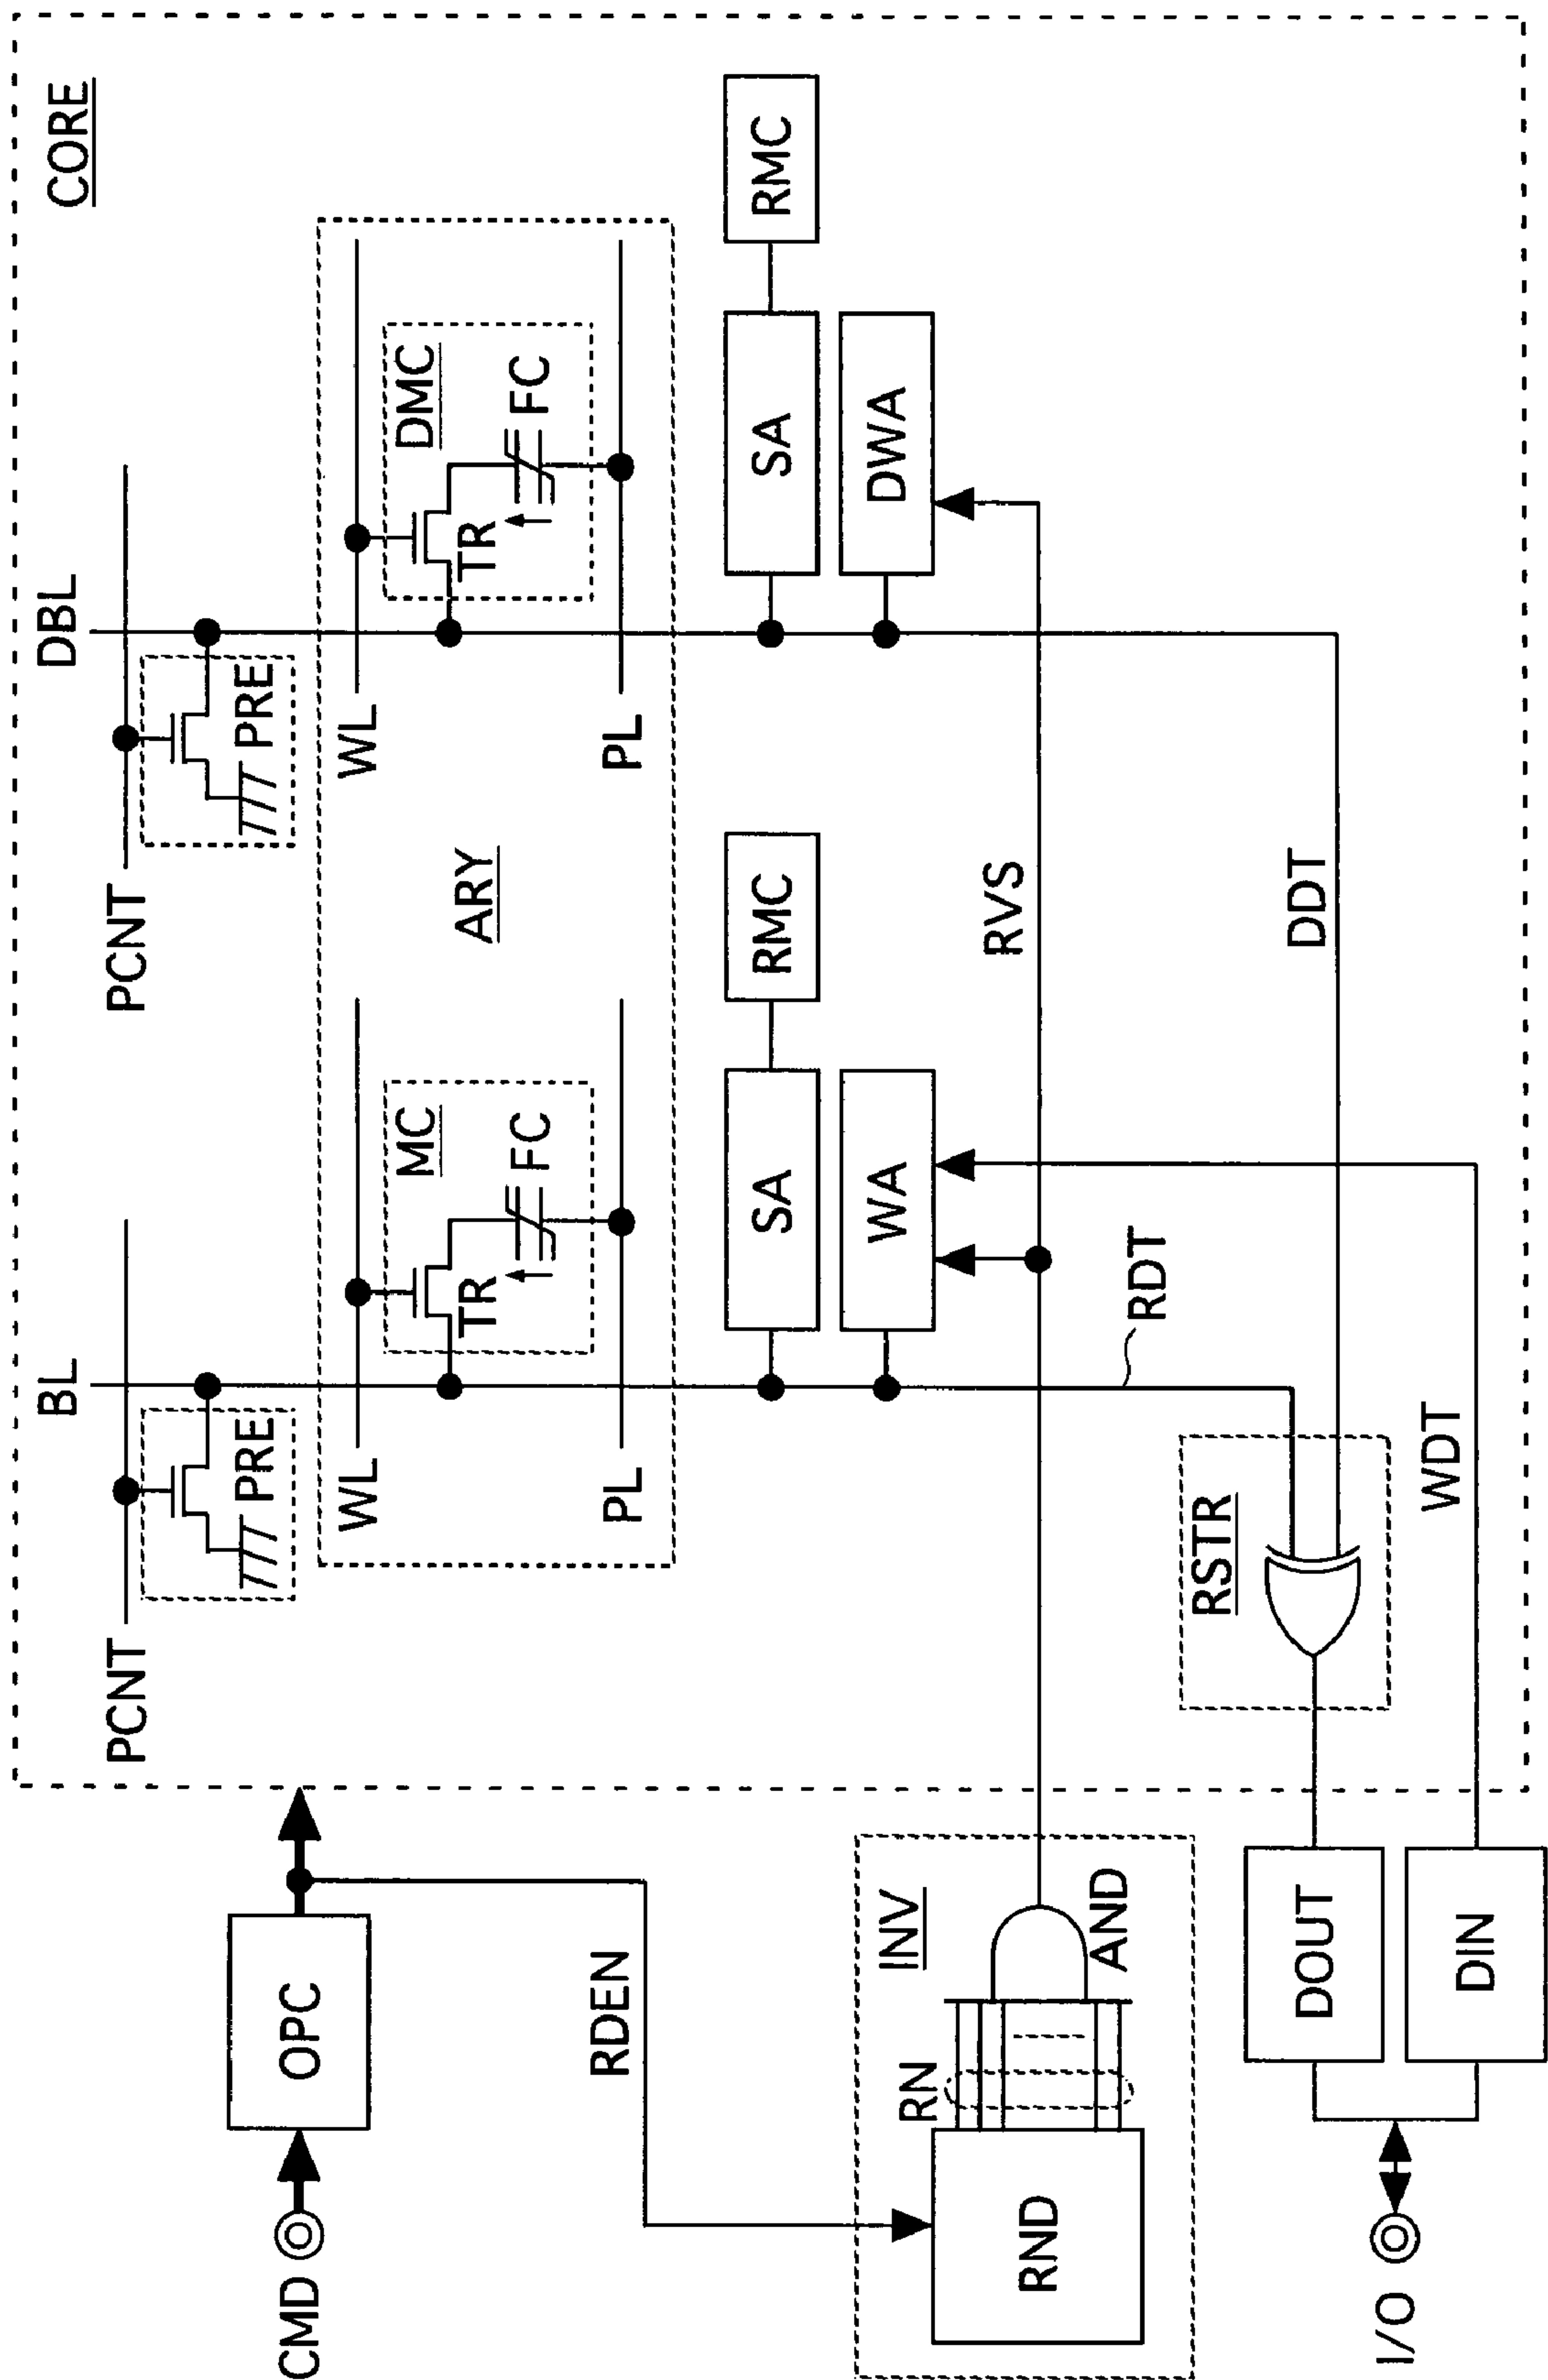 CORE
BL
DBL
PCNT
PRE
PCNT
PRE
WL
MC
TR
FC
PL
ARY
WL
DMC
TR
FC
PL
SA
RMC
SA
RMC
WA
DWA
RVS
RDT
DDT
RSTR
WDT
CMD
OPC
RDEN
INV
RND
RN
AND
DOUT
DIN
I/O